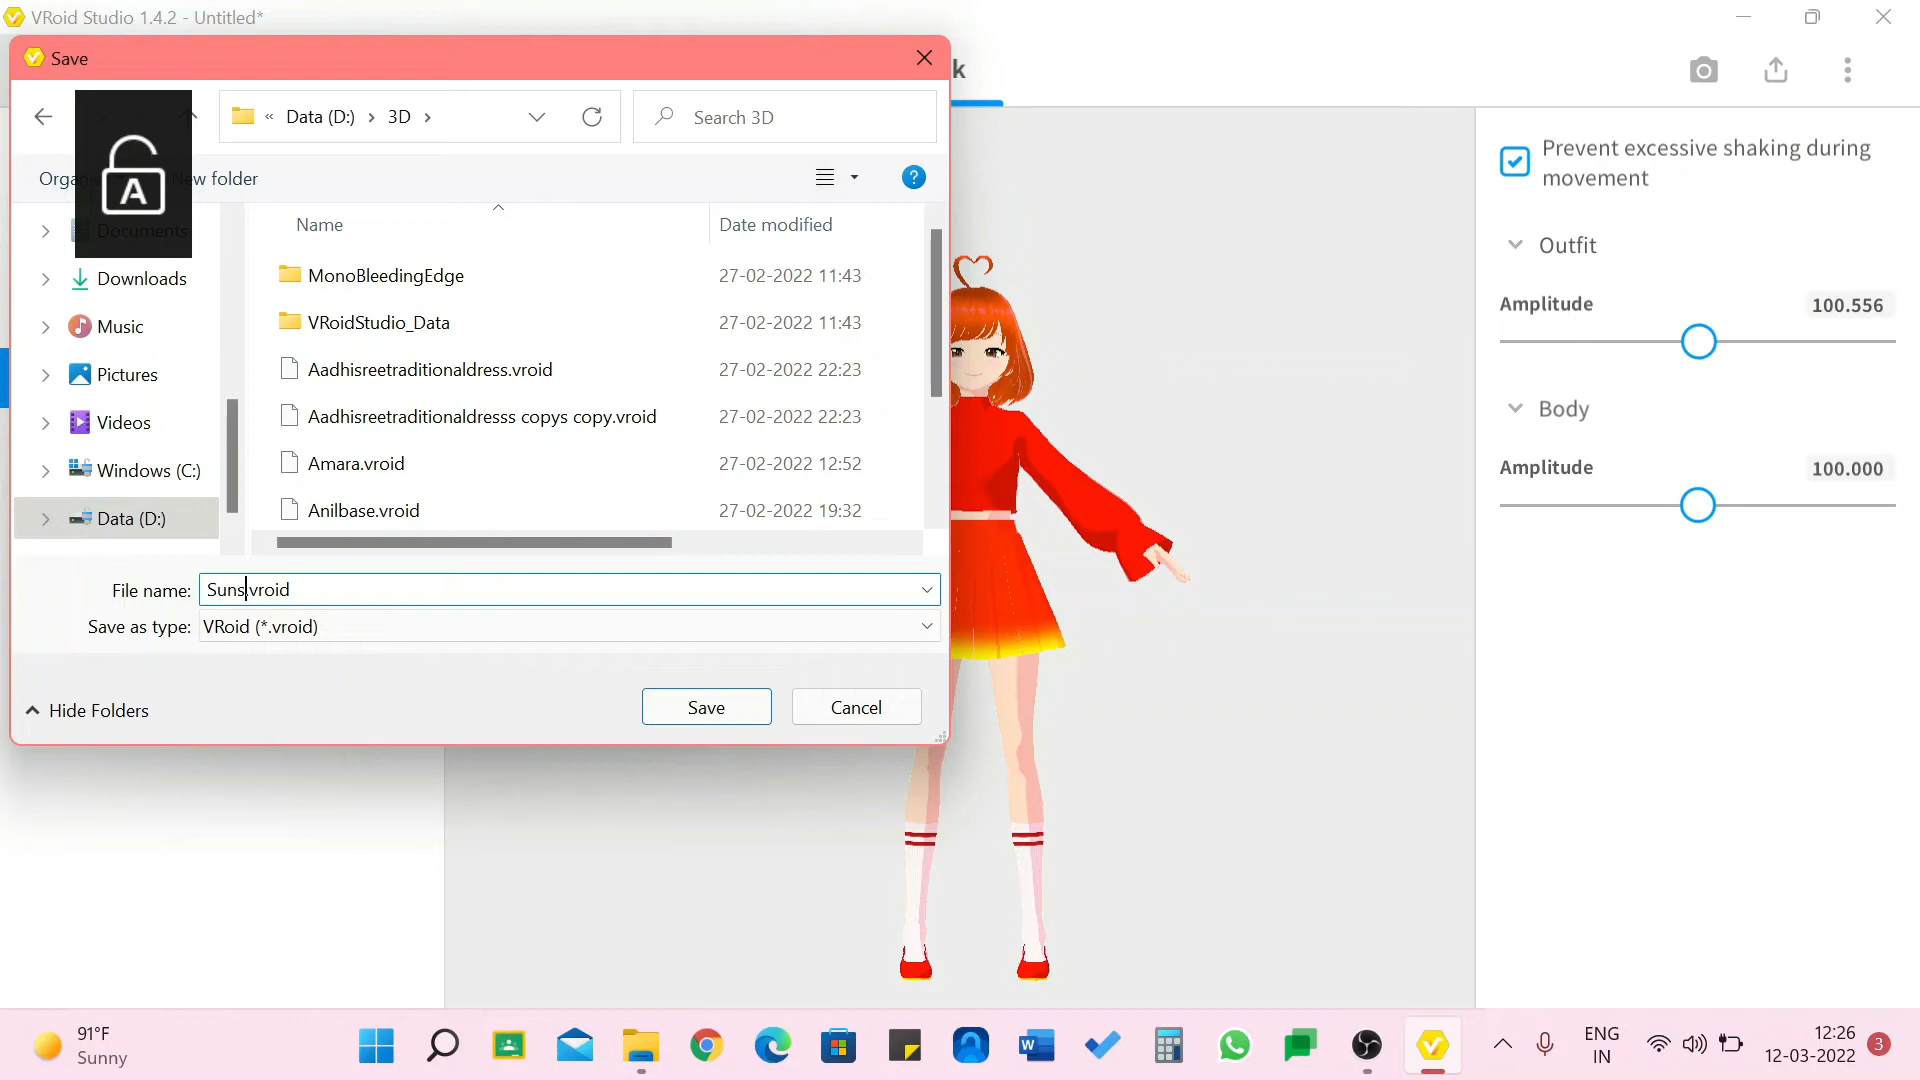 VRoid Studio 1.4.2 - Untitled*
Save
k
Data (D:)
3D
Search 3D
A
New folder
Name
Date modified
Documents
Downloads
Music
Pictures
Videos
Windows (C:)
Data (D:)
MonoBleedingEdge 27-02-2022 11:43
VRoidStudio_Data 27-02-2022 11:43
Aadhisreetraditionaldress.vroid 27-02-2022 22:23
Aadhisreetraditionaldresss copys copy.vroid 27-02-2022 22:23
Amara.vroid 27-02-2022 12:52
Anilbase.vroid 27-02-2022 19:32
File name: Suns.vroid
Save as type: VRoid (*.vroid)
Hide Folders
Save
Cancel
Prevent excessive shaking during
movement
Outfit
Amplitude 100.556
Body
Amplitude 100.000
91°F
Sunny
ENG
IN
12:26
12-03-2022
3